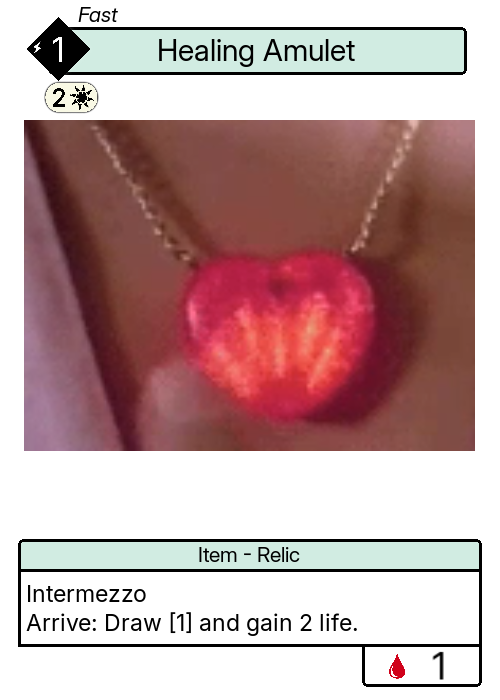 Fast
1
Healing Amulet
2
Item - Relic
Intermezzo
Arrive: Draw [1] and gain 2 life.
1